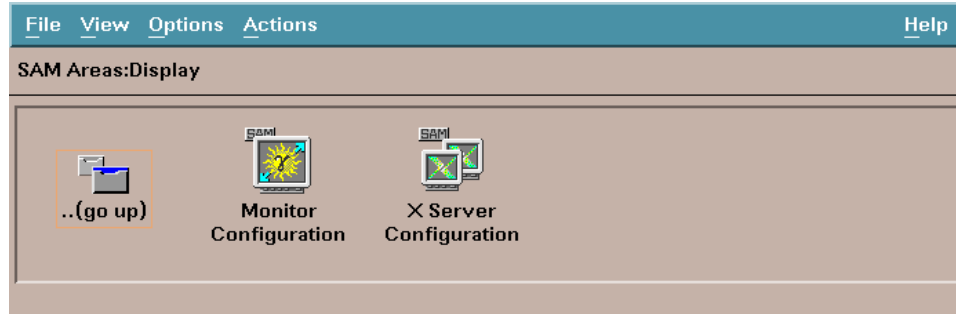 File View Options Actions Help
SAM Areas:Display
SAM SAM
..(go up) Monitor Configuration X Server Configuration